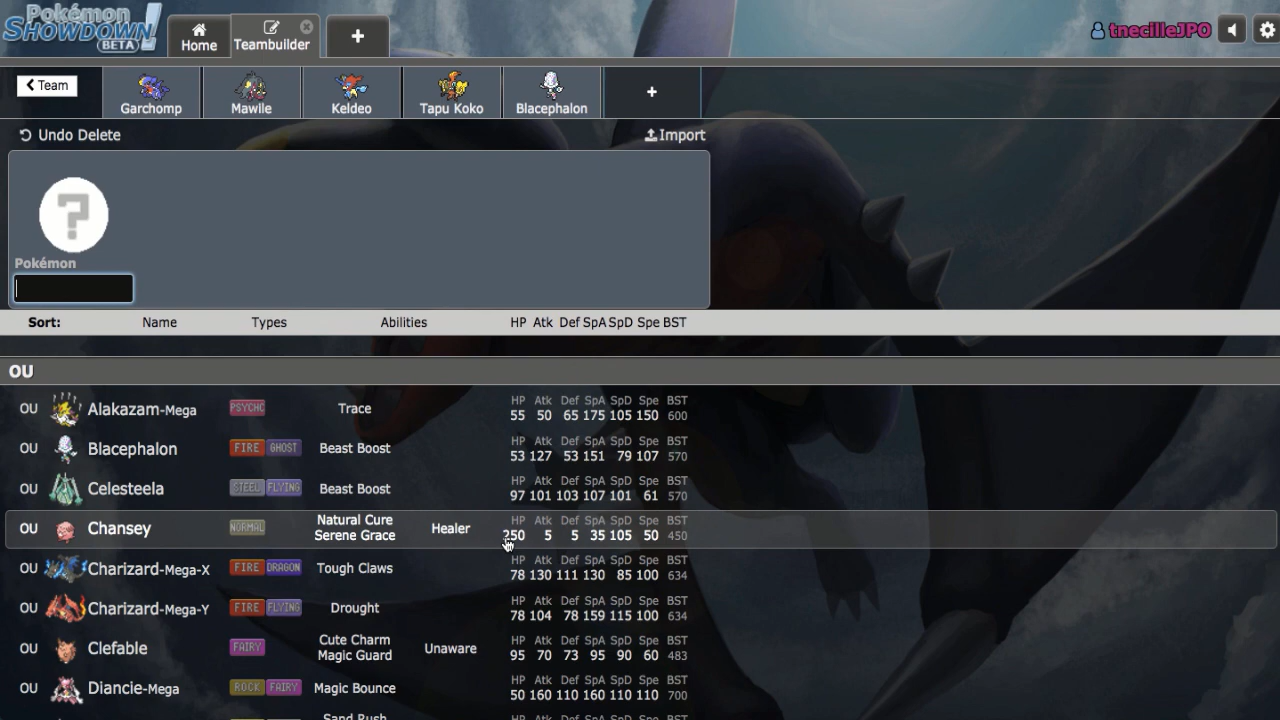 Pokémon
SHOWDOWN!
BETA
Home
Teambuilder
+
tnecilleJPO
Team
Garchomp
Mawile
Keldeo
Tapu Koko
Blacephalon
+
Undo Delete
Import
?
Pokémon
Sort: Name Types Abilities HP Atk Def SpA SpD Spe BST
OU
HP Atk Def SpA SpD Spe BST
OU Alakazam-Mega PSYCHC Trace 55 50 65 175 105 150 600
HP Atk Def SpA SpD Spe BST
OU Blacephalon FIRE GHOST Beast Boost 53 127 53 151 79 107 570
HP Atk Def SpA SpD Spe BST
OU Celesteela STEEL FLYING Beast Boost 97 101 103 107 101 61 570
Natural Cure HP Atk Def SpA SpD Spe BST
OU Chansey NORMAL Serene Grace Healer 250 5 5 35 105 50 450
HP Atk Def SpA SpD Spe BST
OU Charizard-Mega-X FIRE DRAGON Tough Claws 78 130 111 130 85 100 634
HP Atk Def SpA SpD Spe BST
OU Charizard-Mega-Y FIRE FLYING Drought 78 104 78 159 115 100 634
Cute Charm HP Atk Def SpA SpD Spe BST
OU Clefable FAIRY Magic Guard Unaware 95 70 73 95 90 60 483
HP Atk Def SpA SpD Spe BST
OU Diancie-Mega ROCK FAIRY Magic Bounce 50 160 110 160 110 110 700
Sand Rush HP Atk Def SpA SpD Spe BST